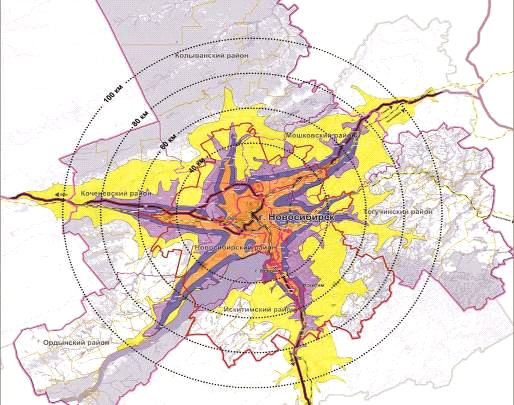 Колыванский район
100 км
80 км
60 км
40 км
Мошковский район
Коченевский район
Тогучинский район
г. Новосибирск
Новосибирский район
Искитимский район
Ордынский район